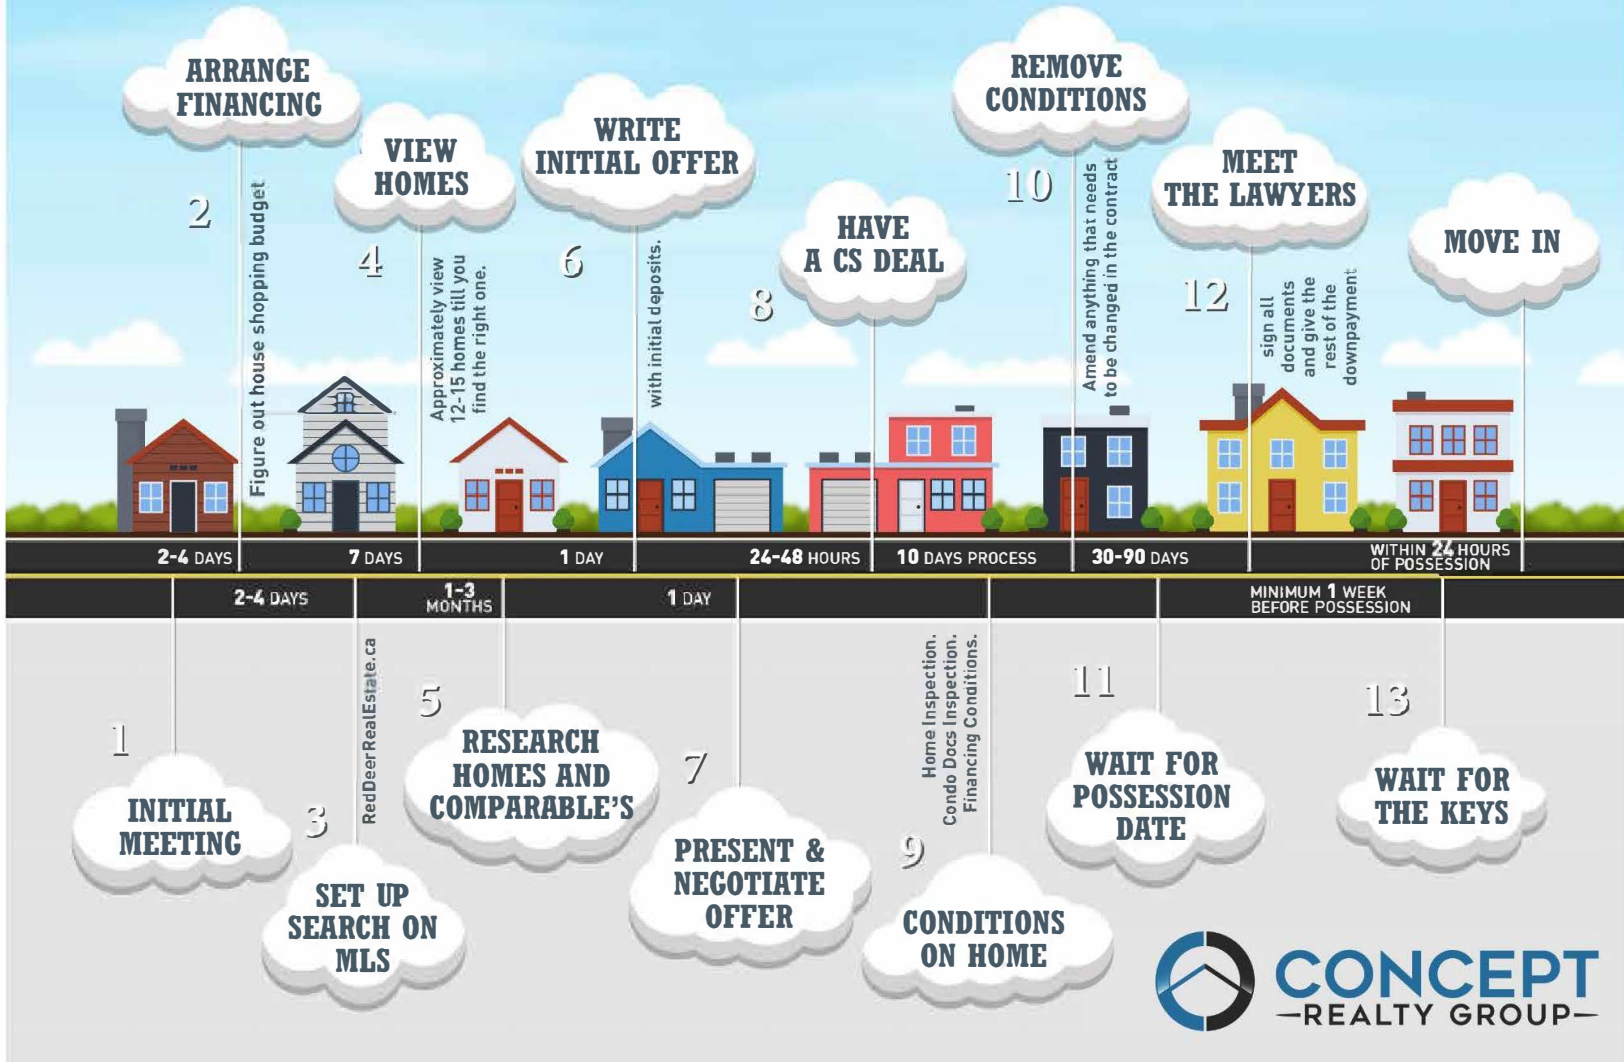 ARRANGE
FINANCING
2
Figure out house shopping budget
VIEW
HOMES
4
Approximately view
12-15 homes till you
find the right one.
WRITE
INITIAL OFFER
6
with initial deposits.
HAVE
A CS DEAL
8
REMOVE
CONDITIONS
10
Amend anything that needs
to be changed in the contract
MEET
THE LAWYERS
12
sign all
documents
and give the
rest of the
downpayment
MOVE IN
2-4 DAYS
7 DAYS
1 DAY
24-48 HOURS
10 DAYS PROCESS
30-90 DAYS
WITHIN 24 HOURS
OF POSSESSION
2-4 DAYS
1-3
MONTHS
1 DAY
MINIMUM 1 WEEK
BEFORE POSSESSION
1
INITIAL
MEETING
3
RedDeerRealEstate.ca
SET UP
SEARCH ON
MLS
5
RESEARCH
HOMES AND
COMPARABLE'S
7
PRESENT &
NEGOTIATE
OFFER
9
Home Inspection.
Condo Docs Inspection.
Financing Conditions.
CONDITIONS
ON HOME
11
WAIT FOR
POSSESSION
DATE
13
WAIT FOR
THE KEYS
CONCEPT
REALTY GROUP